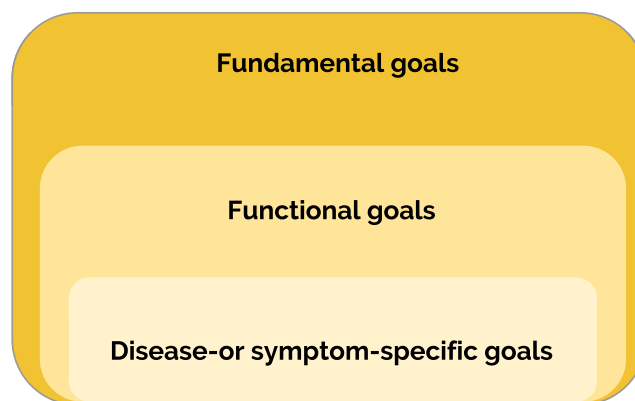 Fundamental goals
Functional goals
Disease-or symptom-specific goals